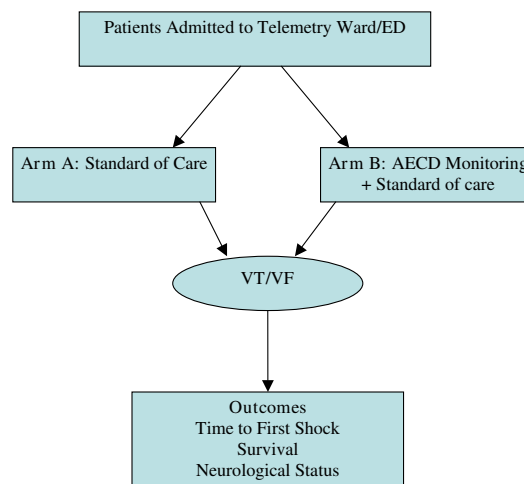 Patients Admitted to Telemetry Ward/ED
Arm A: Standard of Care
Arm B: AECD Monitoring
+ Standard of care
VT/VF
Outcomes
Time to First Shock
Survival
Neurological Status